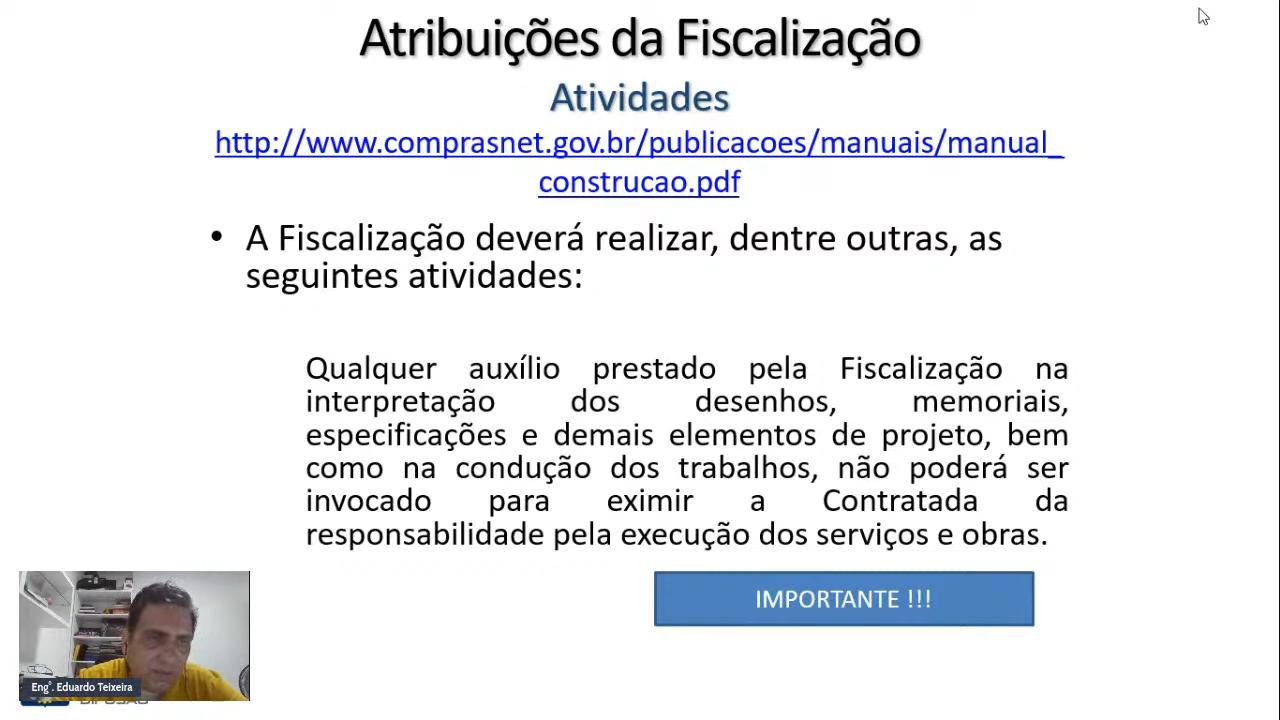 Atribuições da Fiscalização
Atividades
http://www.comprasnet.gov.br/publicacoes/manuais/manual_
construcao.pdf
• A Fiscalização deverá realizar, dentre outras, as
seguintes atividades:
Qualquer auxílio prestado pela Fiscalização na
interpretação dos desenhos, memoriais,
especificações e demais elementos de projeto, bem
como na condução dos trabalhos, não poderá ser
invocado para eximir a Contratada da
responsabilidade pela execução dos serviços e obras.
IMPORTANTE !!!
Eng°. Eduardo Teixeira